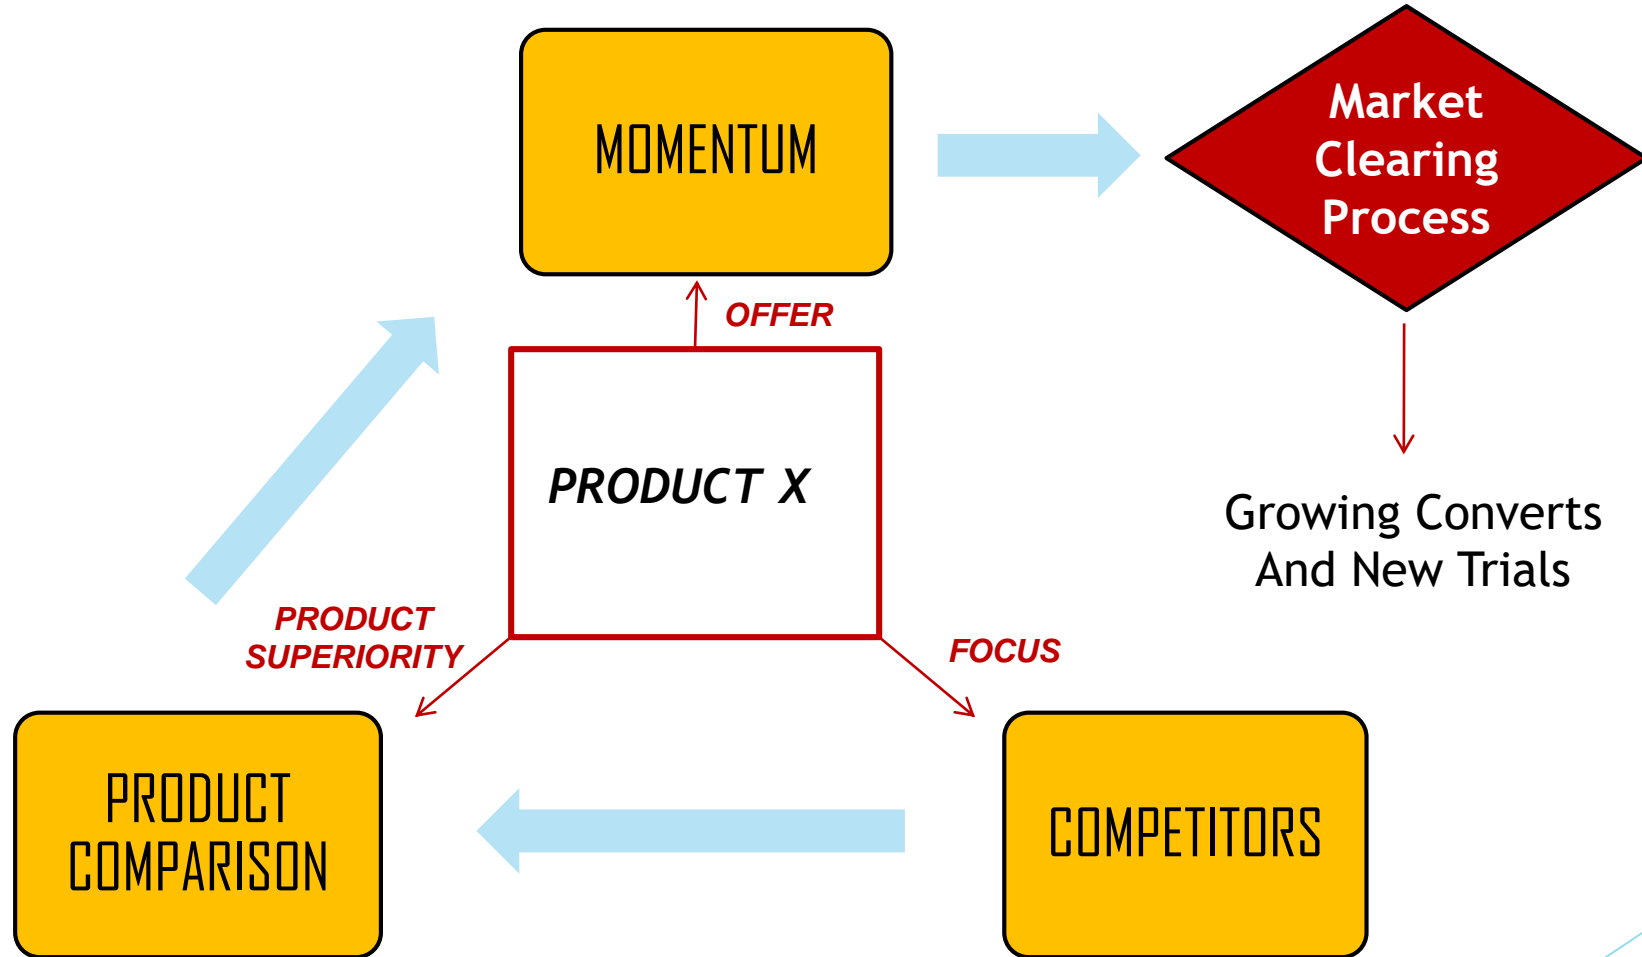 MOMENTUM
Market
Clearing
Process
OFFER
PRODUCT X
Growing Converts
And New Trials
PRODUCT
SUPERIORITY
FOCUS
PRODUCT
COMPARISON
COMPETITORS